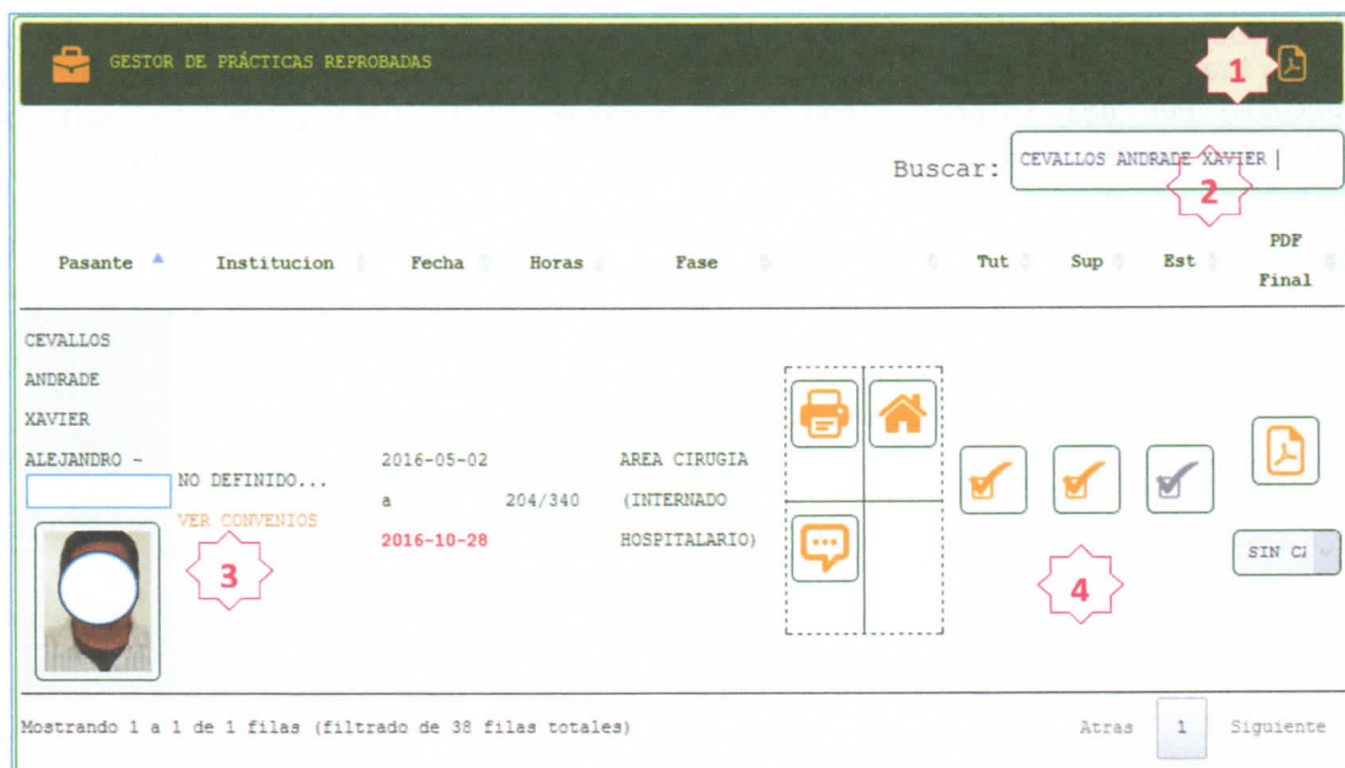 GESTOR DE PRÁCTICAS REPROBADAS
1
Buscar: CEVALLOS ANDRADE XAVIER
2
Pasante Institucion Fecha Horas Fase Tut Sup Est PDF Final
CEVALLOS
ANDRADE
XAVIER
ALEJANDRO -
NO DEFINIDO...
VER CONVENIOS
3
2016-05-02
a
2016-10-28
204/340
AREA CIRUGIA
(INTERNADO
HOSPITALARIO)
4
SIN
Mostrando 1 a 1 de 1 filas (filtrado de 38 filas totales)
Atras 1 Siguiente